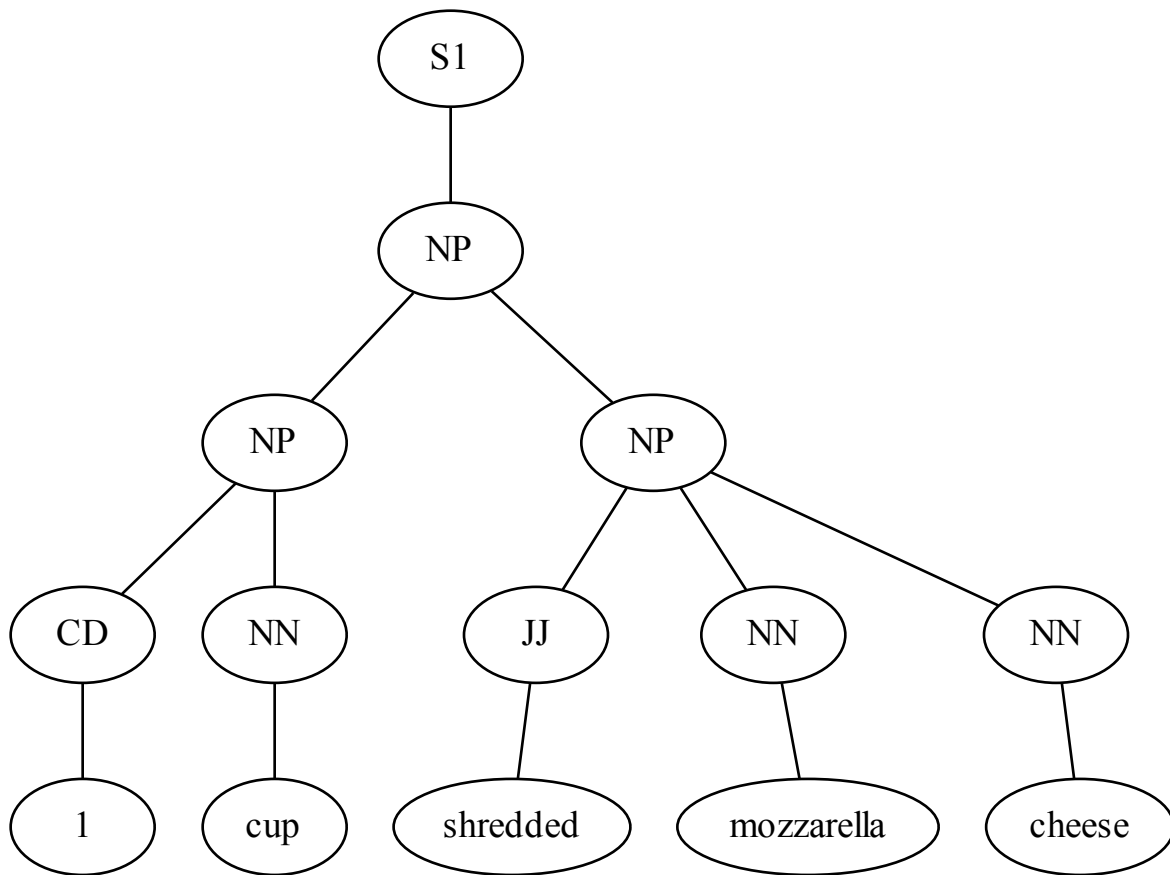 S1
NP
NP NP
CD NN JJ NN NN
1 cup shredded mozzarella cheese